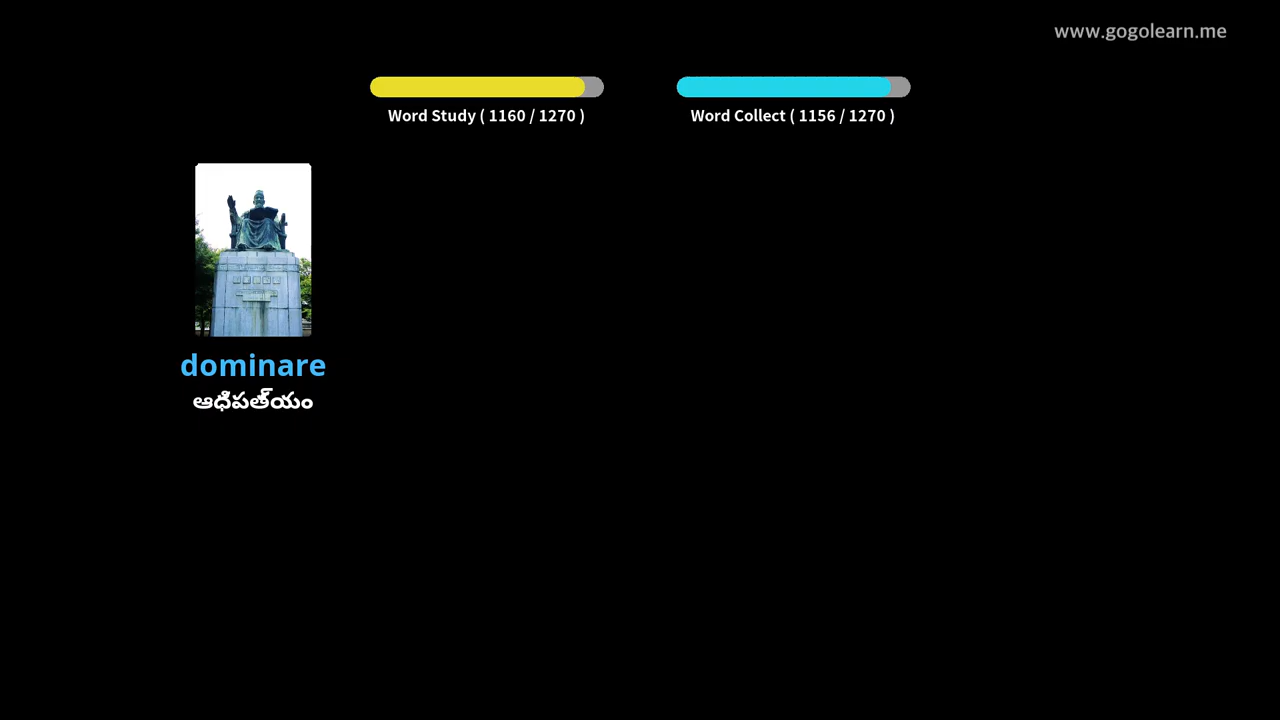 www.gogolearn.me
Word Study ( 1160 / 1270 )
Word Collect ( 1156 / 1270 )
dominare
ఆధిపత్యం